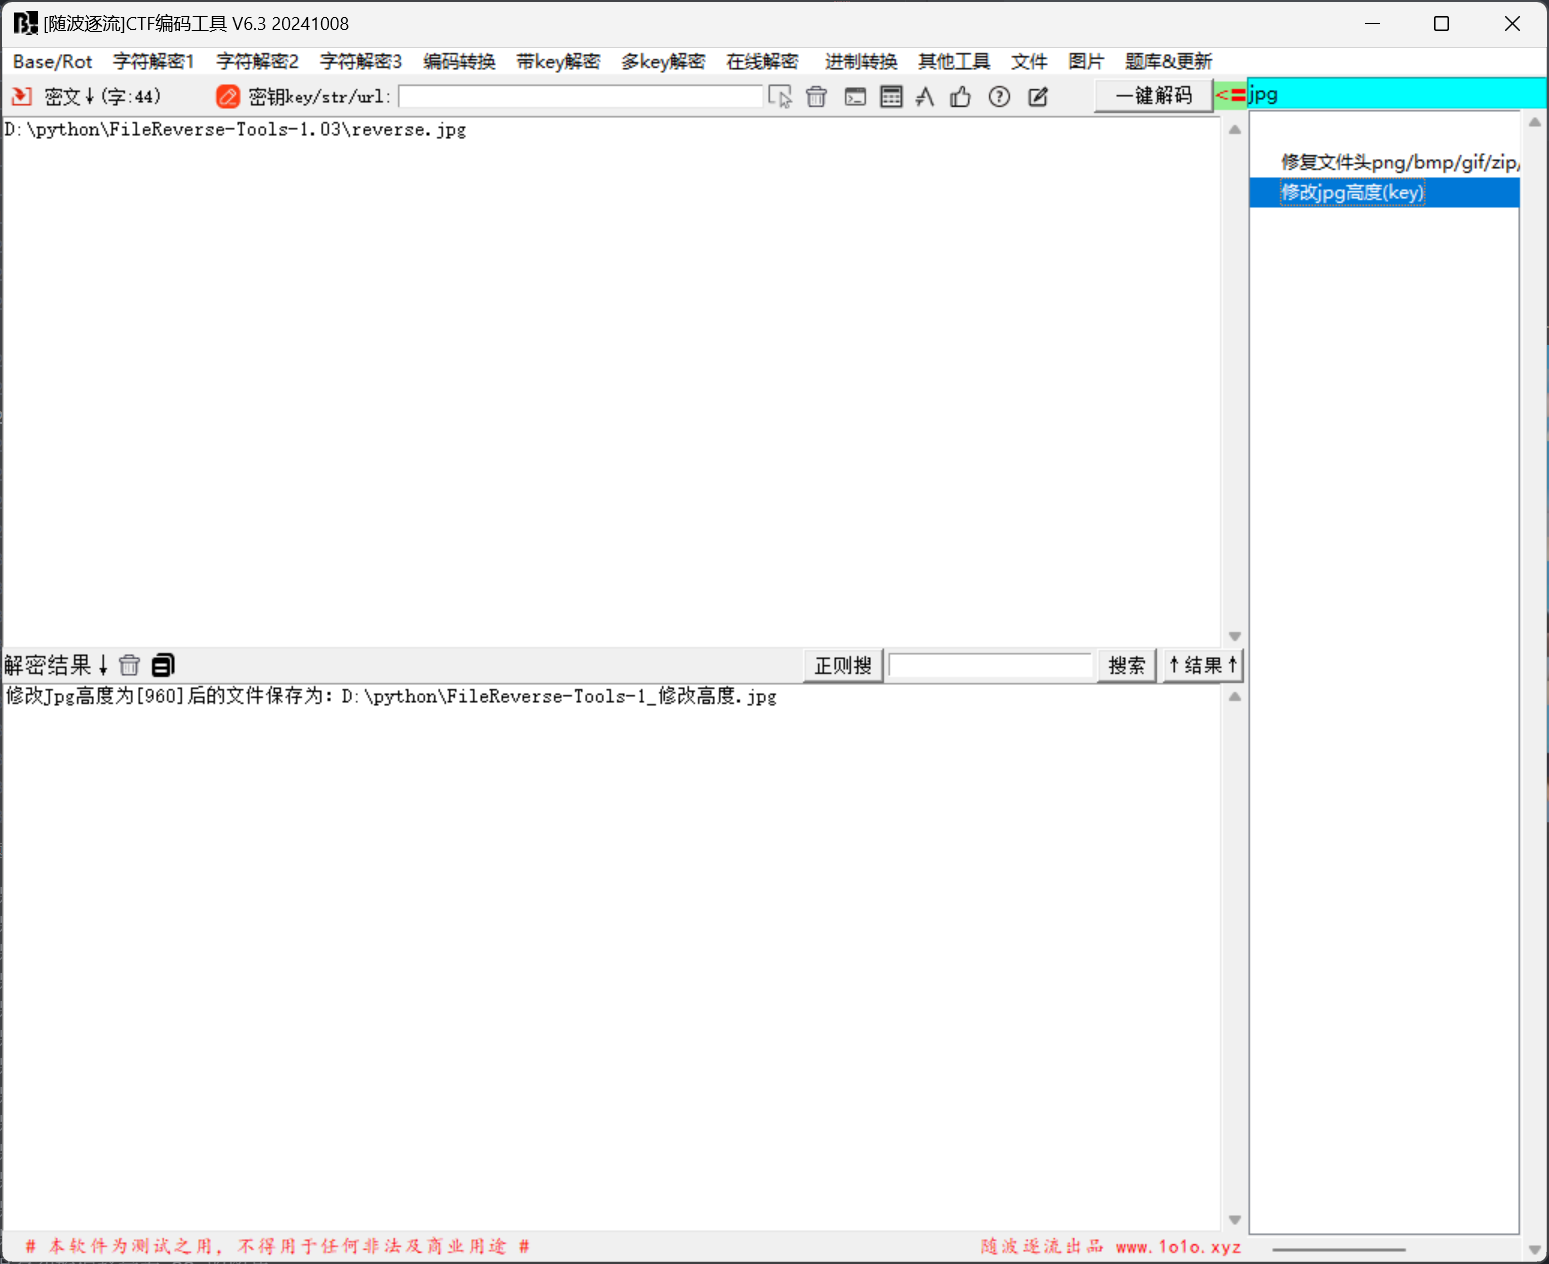 [随波逐流]CTF编码工具 V6.3 20241008
Base/Rot 字符解密1 字符解密2 字符解密3 编码转换 带key解密 多key解密 在线解密 进制转换 其他工具 文件 图片 题库&更新
密文↓(字:44) 密钥key/str/url: 一键解码 <= jpg
D:\python\FileReverse-Tools-1.03\reverse.jpg
修复文件头png/bmp/gif/zip/
修改jpg高度(key)
解密结果↓ 正则搜 搜索 ↑结果↑
修改Jpg高度为[960]后的文件保存为: D:\python\FileReverse-Tools-1_修改高度.jpg
# 本软件为测试之用, 不得用于任何非法及商业用途 #
随波逐流出品 www.1o1o.xyz